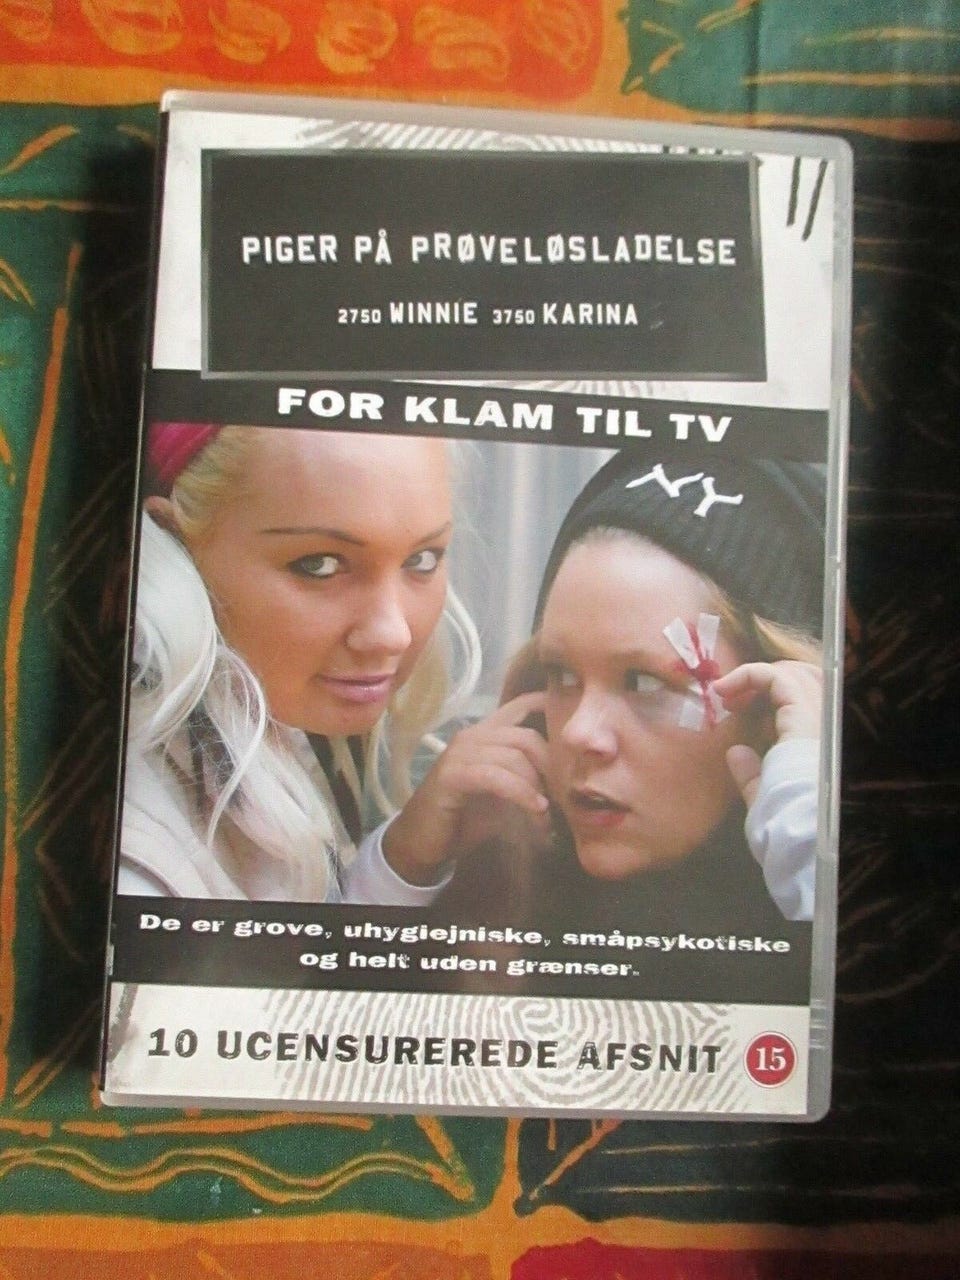 PIGER PÅ PRØVELØSLADELSE
2750 WINNIE 3750 KARINA
FOR KLAM TIL TV
NY
De er grove, uhygiejniske, småpsykotiske
og helt uden grænser..
10 UCENSUREREDE AFSNIT
15